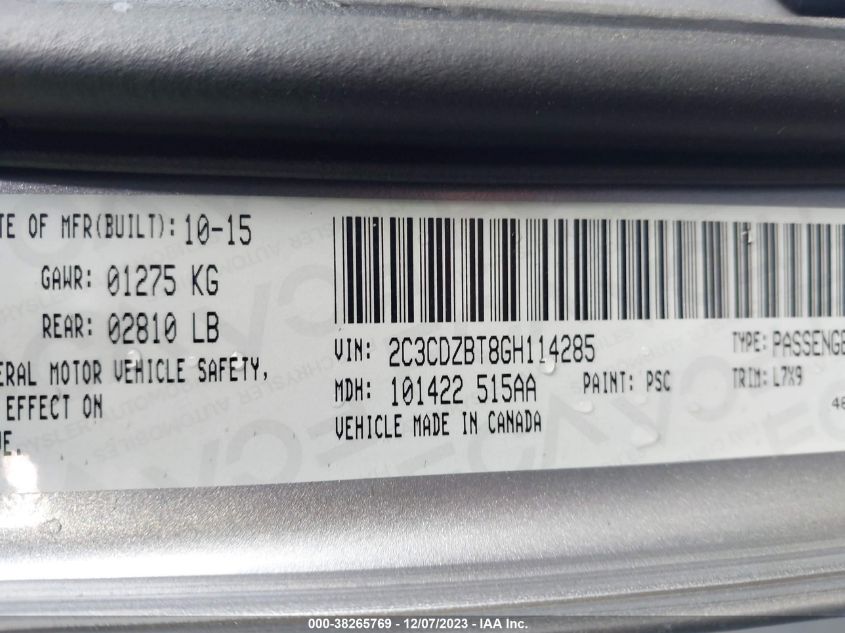 TE OF MFR(BUILT): 10-15
GAWR: 01275 KG
REAR: 02810 LB
ERAL MOTOR VEHICLE SAFETY,
EFFECT ON
VIN: 2C3CDZBT8GH114285
TYPE: PASSENGE
MDH: 101422 515AA
PAINT: PSC
TRIM: L7X9
48
VEHICLE MADE IN CANADA
000-38265769 - 12/07/2023 - IAA Inc.